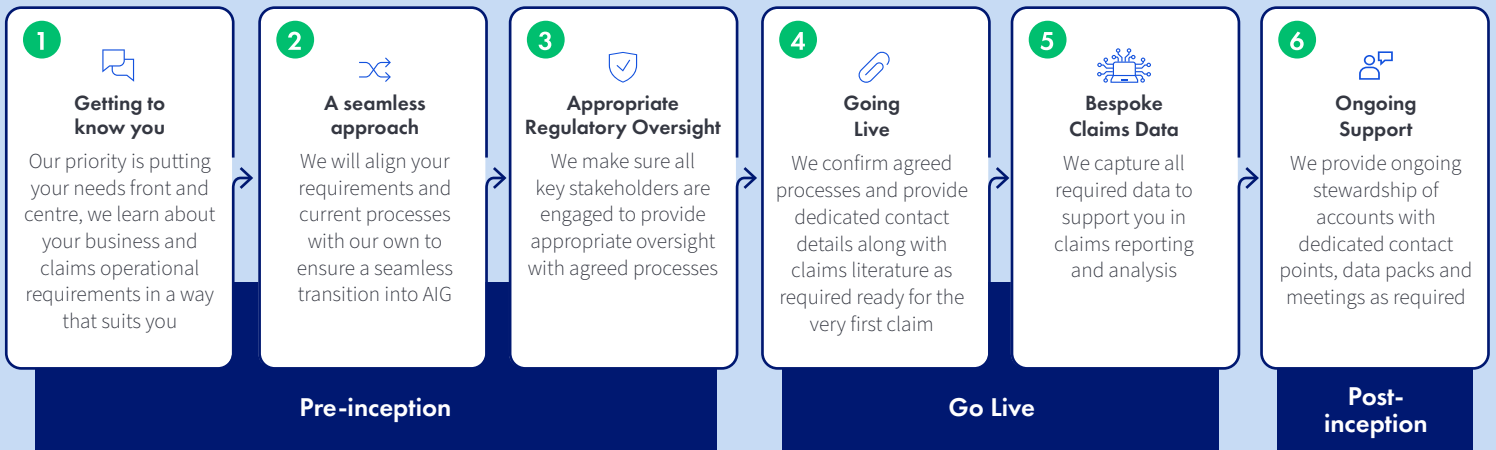 1
Getting to
know you
Our priority is putting
your needs front and
centre, we learn about
your business and
claims operational
requirements in a way
that suits you
2
A seamless
approach
We will align your
requirements and
current processes
with our own to
ensure a seamless
transition into AIG
3
Appropriate
Regulatory Oversight
We make sure all
key stakeholders are
engaged to provide
appropriate oversight
with agreed processes
Pre-inception
4
Going
Live
We confirm agreed
processes and provide
dedicated contact
details along with
claims literature as
required ready for the
very first claim
5
Bespoke
Claims Data
We capture all
required data to
support you in
claims reporting
and analysis
Go Live
6
Ongoing
Support
We provide ongoing
stewardship of
accounts with
dedicated contact
points, data packs and
meetings as required
Post-
inception